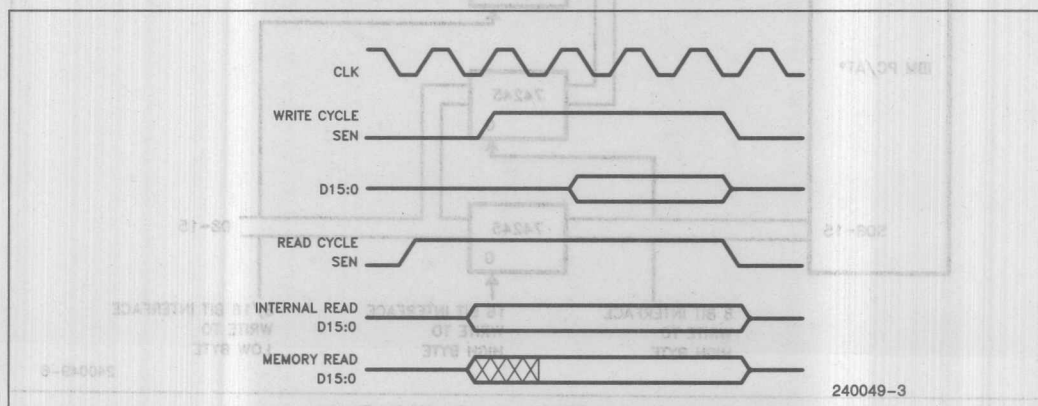 CLK
WRITE CYCLE
SEN
D15:0
READ CYCLE
SEN
INTERNAL READ
D15:0
MEMORY READ
D15:0
240049-3